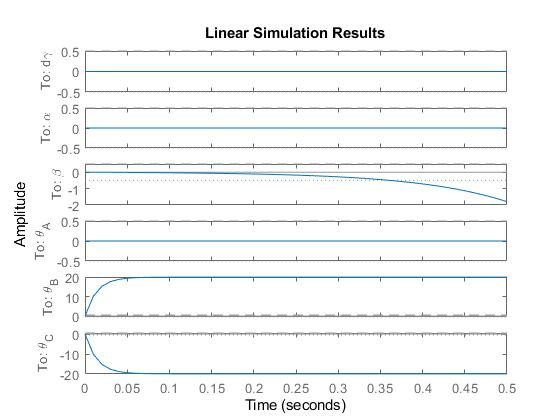 Linear Simulation Results
To: dγ
0.5
0
-0.5
To: α
0.5
0
-0.5
To: β
0
-1
-2
Amplitude
To: θA
0.5
0
-0.5
To: θB
20
10
0
To: θC
0
-10
-20
0 0.05 0.1 0.15 0.2 0.25 0.3 0.35 0.4 0.45 0.5
Time (seconds)